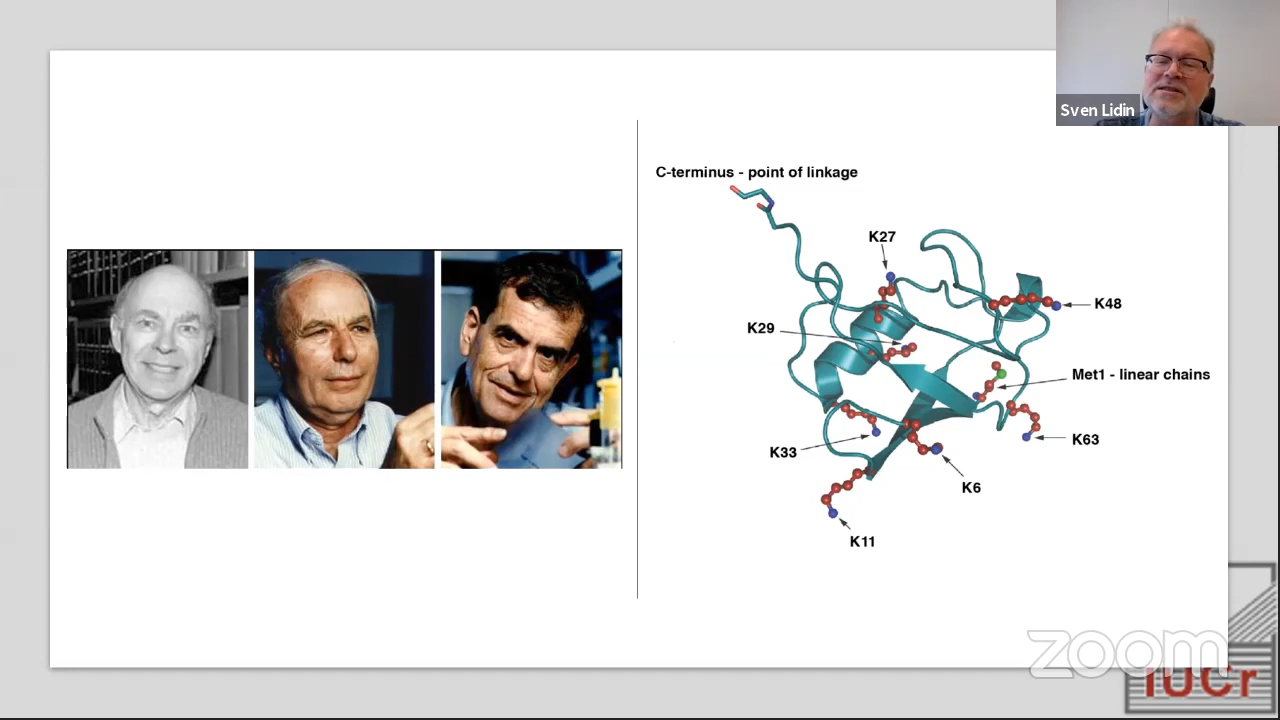 Sven Lidin
C-terminus - point of linkage
K27
K48
K29
Met1 - linear chains
K63
K33
K6
K11
zoom
IUCr